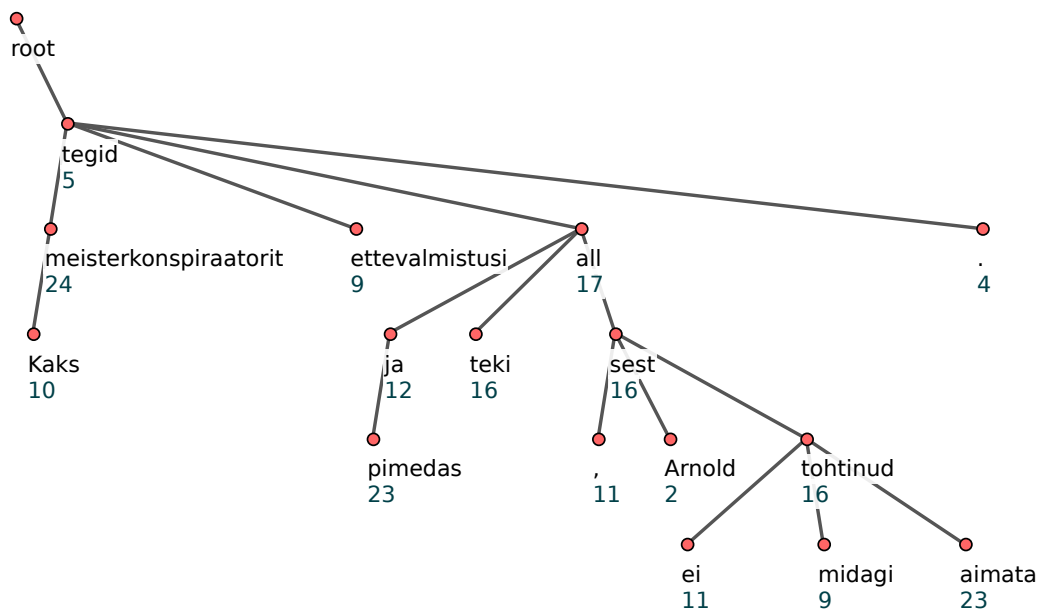 root
tegid
5
meisterkonspiraatorit ettevalmistusi all .
24 9 17 4
Kaks ja teki sest
10 12 16 16
pimedas , Arnold tohtinud
23 11 2 16
ei midagi aimata
11 9 23